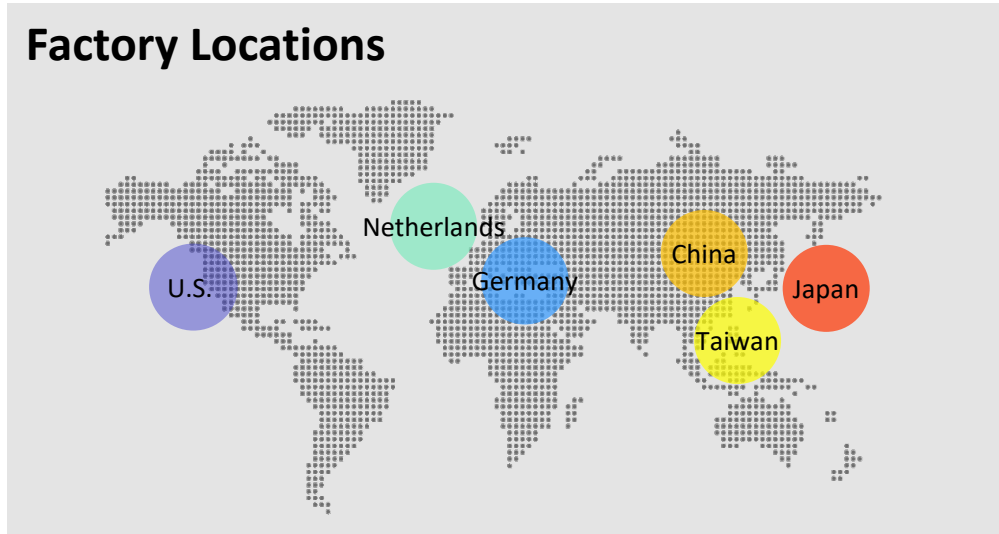 Factory Locations
Netherlands
China
Germany
U.S.
Japan
Taiwan